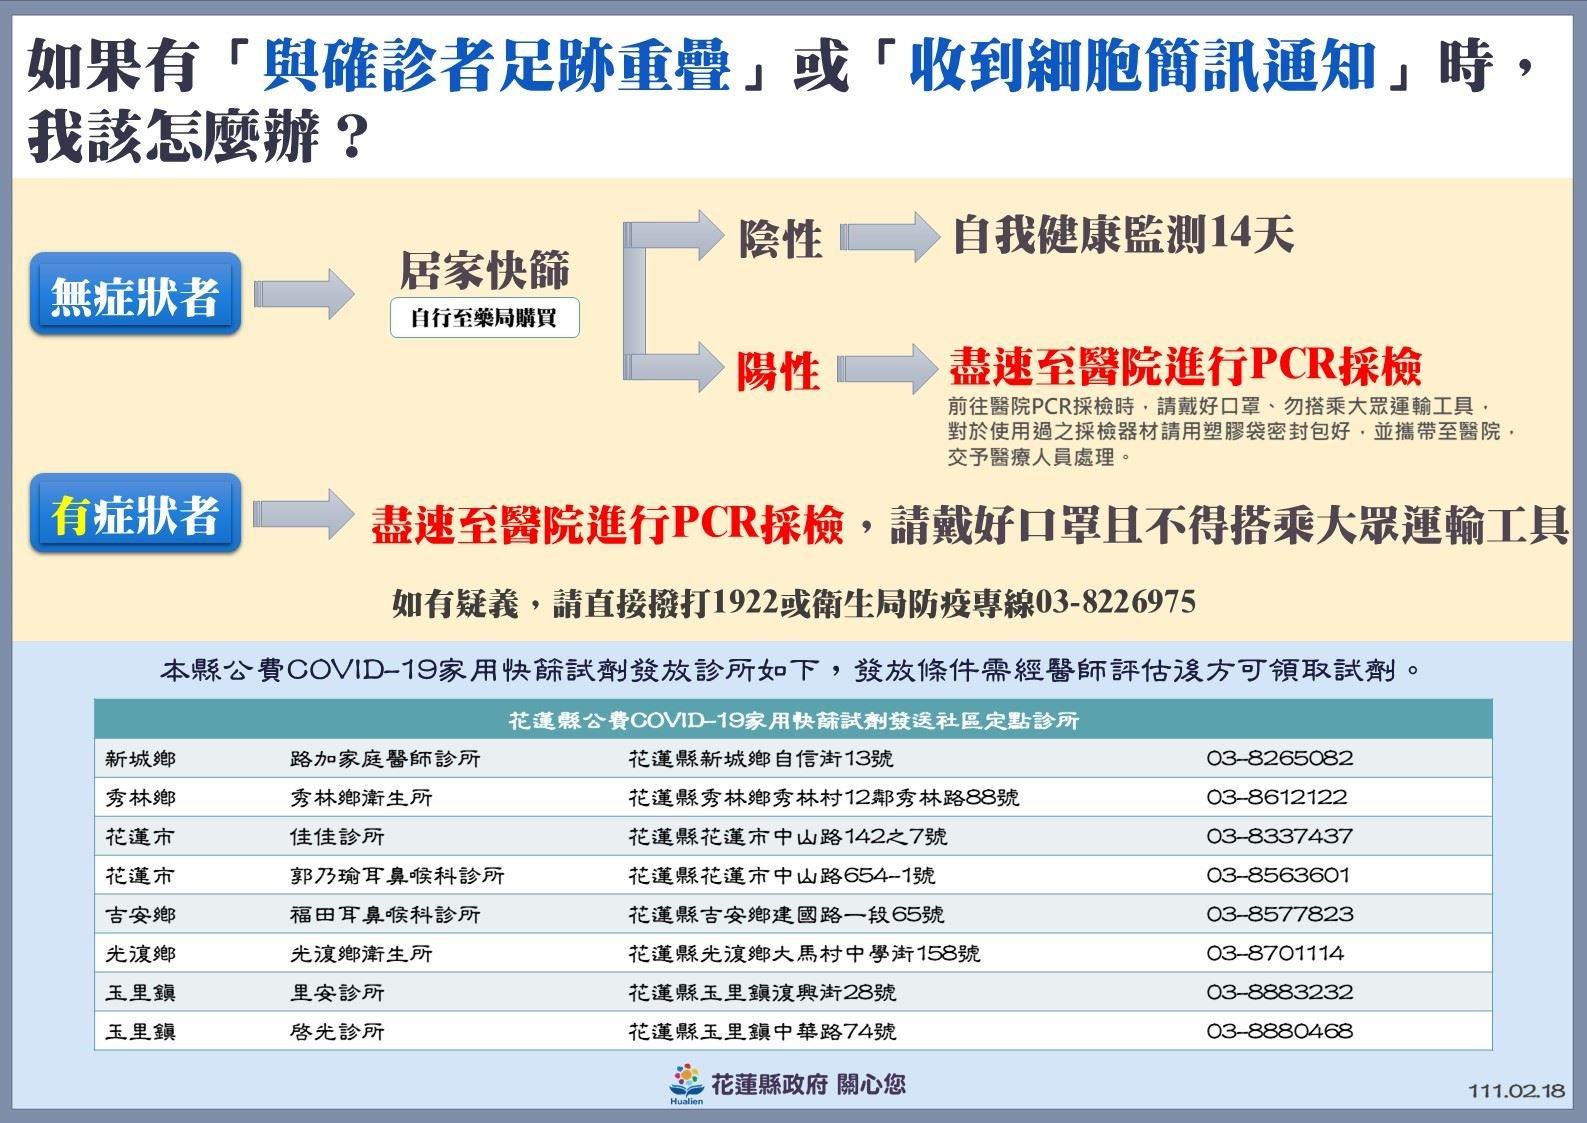 如果有「與確診者足跡重疊」或「收到細胞簡訊通知」時，
我該怎麼辦？
無症狀者
居家快篩
自行至藥局購買
陰性
自我健康監測14天
陽性
盡速至醫院進行PCR採檢
前往醫院PCR採檢時，請戴好口罩、勿搭乘大眾運輸工具，
對於使用過之採檢器材請用塑膠袋密封包好，並攜帶至醫院，
交予醫療人員處理。
有症狀者
盡速至醫院進行PCR採檢，請戴好口罩且不得搭乘大眾運輸工具
如有疑義，請直接撥打1922或衛生局防疫專線03-8226975
本縣公費COVID-19家用快篩試劑發放診所如下，發放條件需經醫師評估後方可領取試劑。
花蓮縣公費COVID-19家用快篩試劑發送社區定點診所
新城鄉 路加家庭醫師診所 花蓮縣新城鄉自信街13號 03-8265082
秀林鄉 秀林鄉衛生所 花蓮縣秀林鄉秀林村12鄰秀林路88號 03-8612122
花蓮市 佳佳診所 花蓮縣花蓮市中山路142之7號 03-8337437
花蓮市 郭乃瑜耳鼻喉科診所 花蓮縣花蓮市中山路654-1號 03-8563601
吉安鄉 福田耳鼻喉科診所 花蓮縣吉安鄉建國路一段65號 03-8577823
光復鄉 光復鄉衛生所 花蓮縣光復鄉大馬村中學街158號 03-8701114
玉里鎮 里安診所 花蓮縣玉里鎮復興街28號 03-8883232
玉里鎮 啓光診所 花蓮縣玉里鎮中華路74號 03-8880468
Hualien
花蓮縣政府 關心您
111.02.18